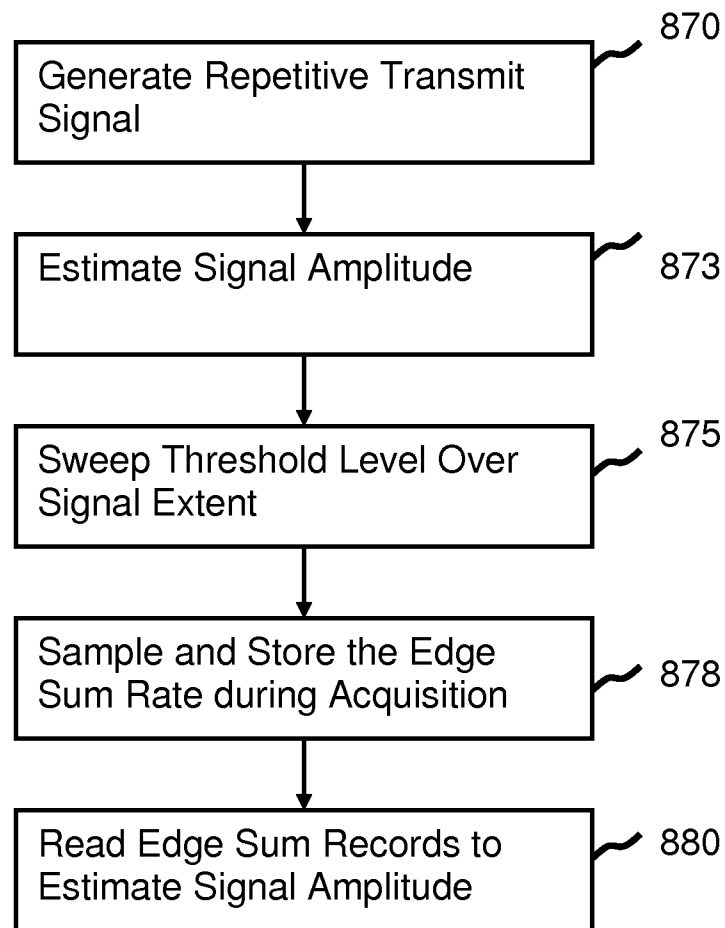 870
Generate Repetitive Transmit
Signal
Estimate Signal Amplitude
873
875
Sweep Threshold Level Over
Signal Extent
Sample and Store the Edge
Sum Rate during Acquisition
878
Read Edge Sum Records to
Estimate Signal Amplitude
880